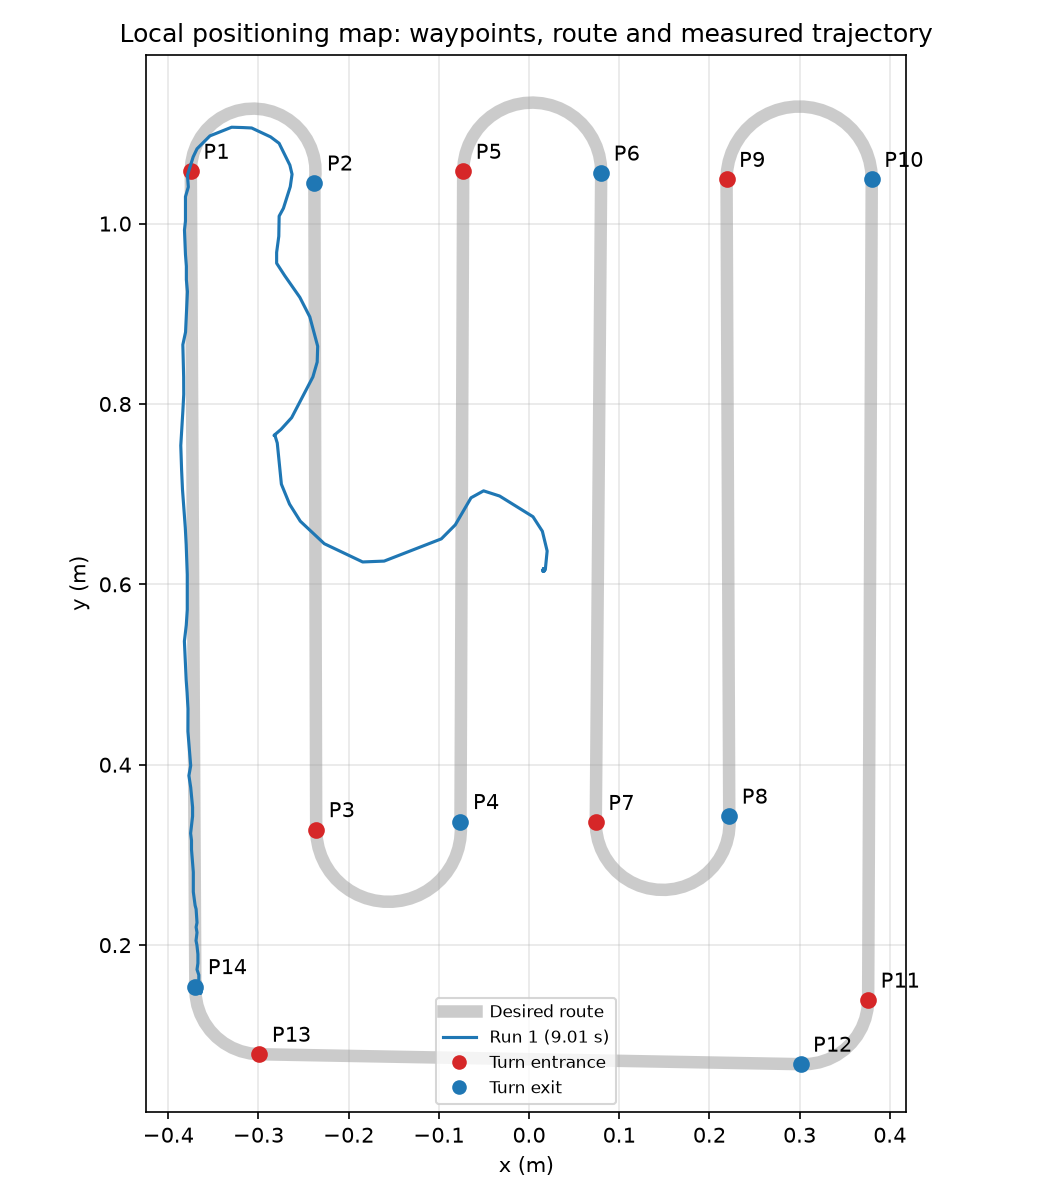 Local positioning map: waypoints, route and measured trajectory
P1
P2
P5
P6
P9
P10
1.0
0.8
0.6
0.4
0.2
y (m)
P3
P4
P7
P8
P14
P13
P11
P12
Desired route
Run 1 (9.01 s)
Turn entrance
Turn exit
−0.4 −0.3 −0.2 −0.1 0.0 0.1 0.2 0.3 0.4
x (m)